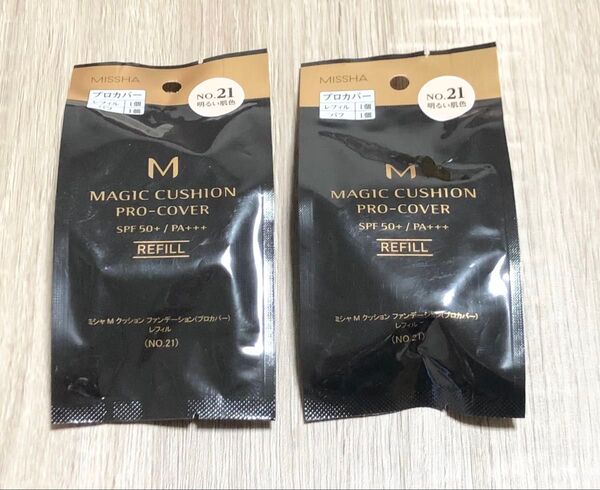 MISSHA
プロカバー
レフィル 1個
パフ 1個
NO.21
明るい肌色
M
MAGIC CUSHION
PRO-COVER
SPF 50+ / PA+++
REFILL
ミシャ M クッション ファンデーション(プロカバー)
レフィル
(NO.21)
MISSHA
プロカバー
レフィル 1個
パフ 1個
NO.21
明るい肌色
M
MAGIC CUSHION
PRO-COVER
SPF 50+ / PA+++
REFILL
ミシャ M クッション ファンデーション(プロカバー)
レフィル
(NO.21)